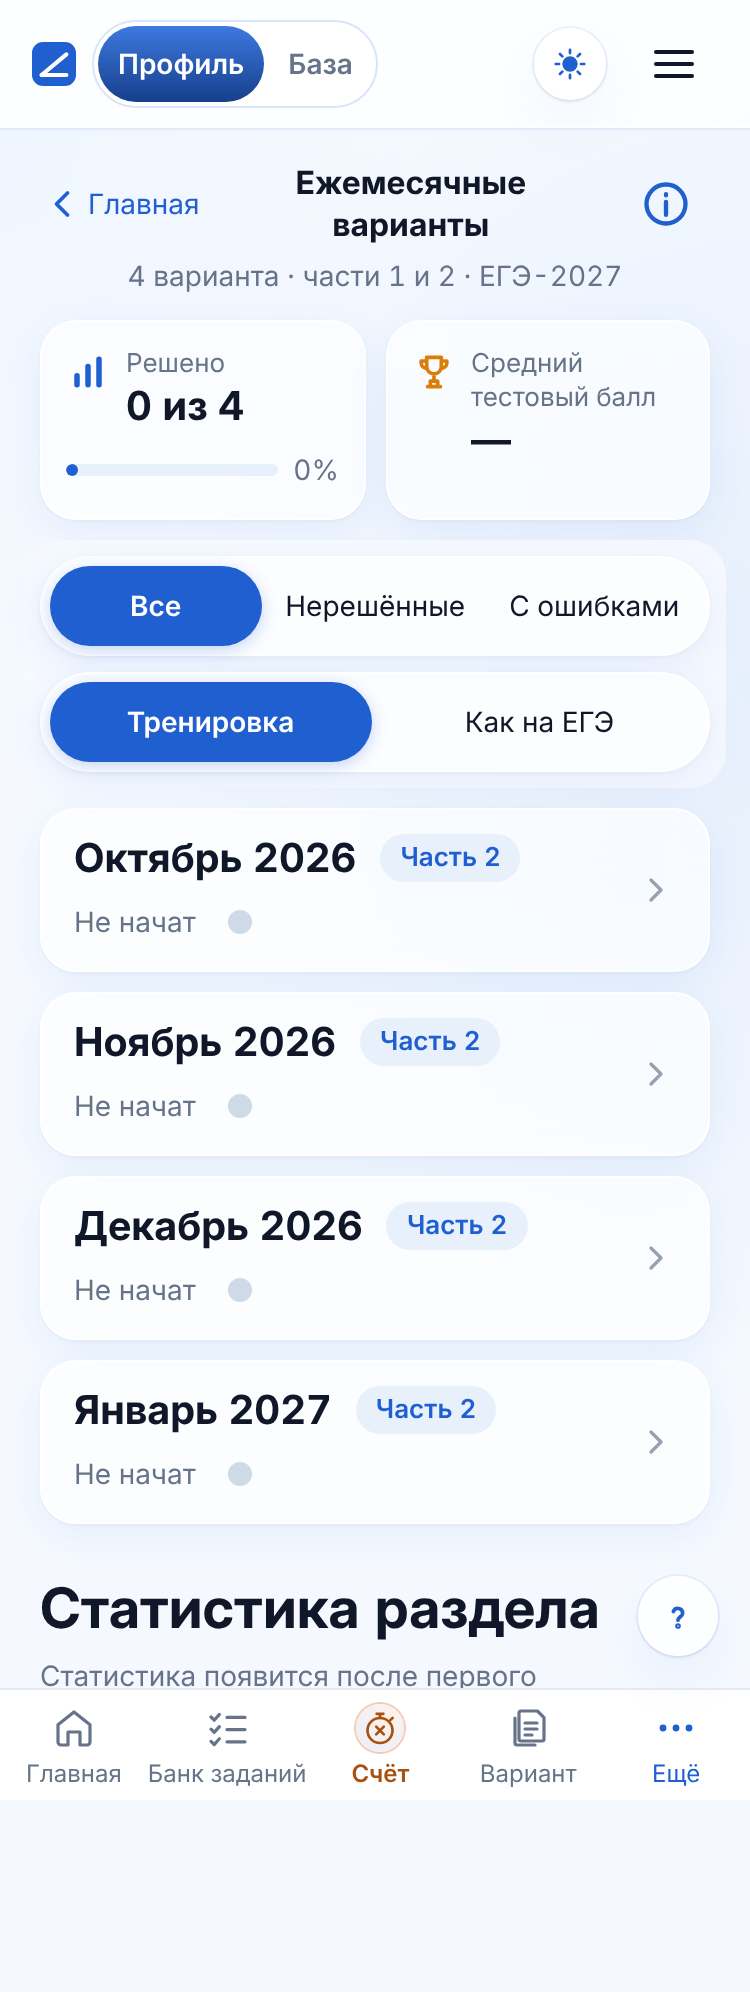 Профиль
База
Главная
Ежемесячные
варианты
4 варианта · части 1 и 2 · ЕГЭ-2027
Решено
0 из 4
0%
Средний
тестовый балл
—
Все
Нерешённые
С ошибками
Тренировка
Как на ЕГЭ
Октябрь 2026
Часть 2
Не начат
Ноябрь 2026
Часть 2
Не начат
Декабрь 2026
Часть 2
Не начат
Январь 2027
Часть 2
Не начат
Статистика раздела
?
Статистика появится после первого
Главная
Банк заданий
Счёт
Вариант
Ещё